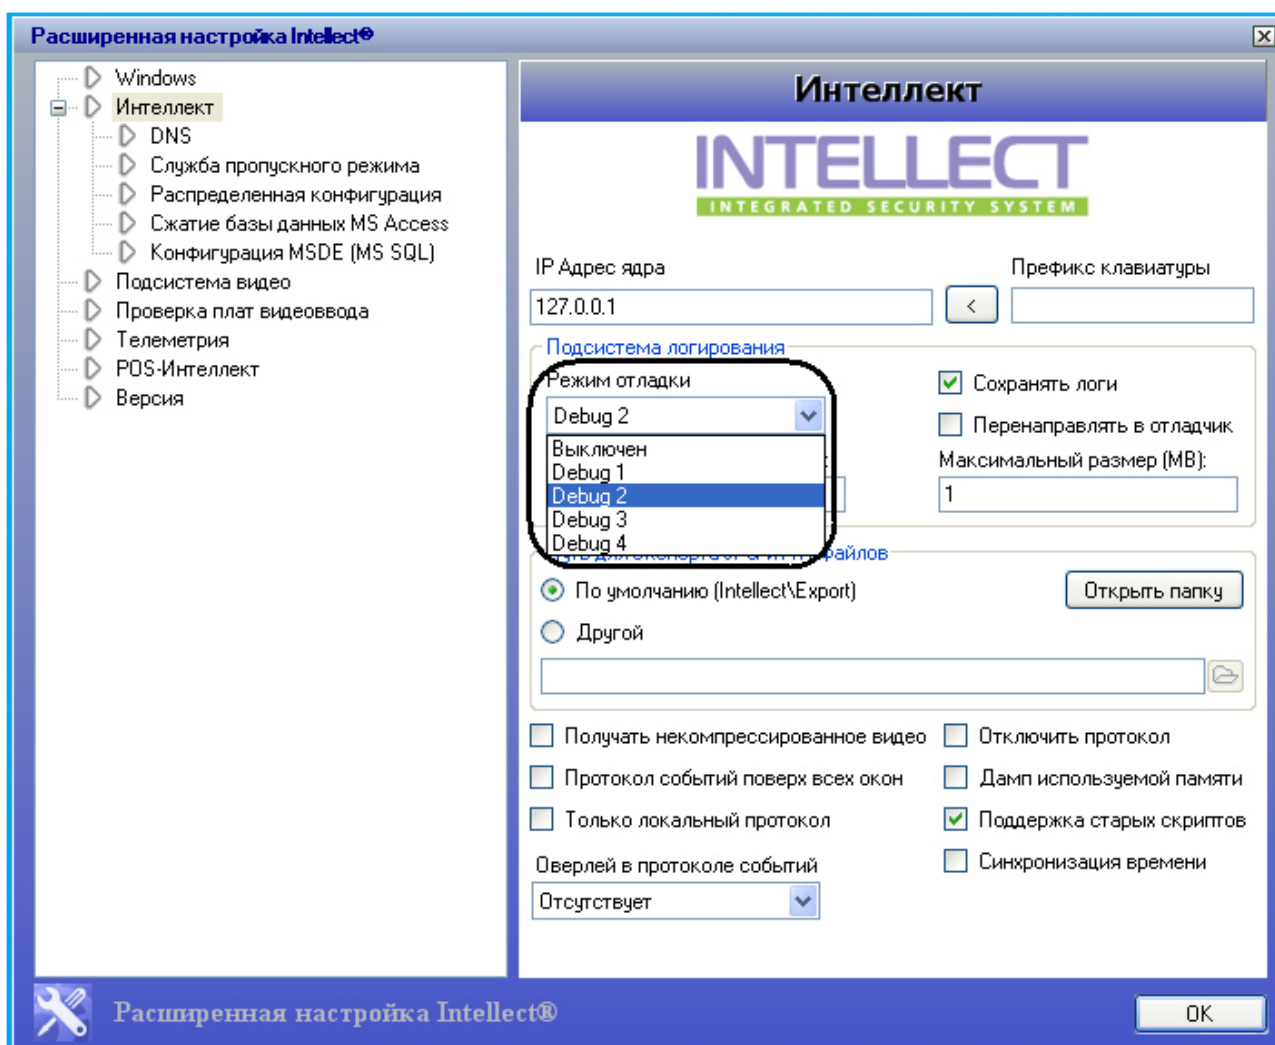 Расширенная настройка Intellect®
Windows
Интеллект
DNS
Служба пропускного режима
Распределенная конфигурация
Сжатие базы данных MS Access
Конфигурация MSDE (MS SQL)
Подсистема видео
Проверка плат видеоввода
Телеметрия
POS-Интеллект
Версия
Интеллект
INTELLECT
INTEGRATED SECURITY SYSTEM
IP Адрес ядра
Префикс клавиатуры
127.0.0.1
<
Подсистема логирования
Режим отладки
Сохранять логи
Debug 2
Перенаправлять в отладчик
Выключен
Debug 1
Debug 2
Debug 3
Debug 4
Максимальный размер (MB):
1
файлов
По умолчанию (Intellect\Export)
Открыть папку
Другой
Получать некомпрессированное видео
Отключить протокол
Протокол событий поверх всех окон
Дамп используемой памяти
Только локальный протокол
Поддержка старых скриптов
Оверлей в протоколе событий
Синхронизация времени
Отсутствует
Расширенная настройка Intellect®
OK